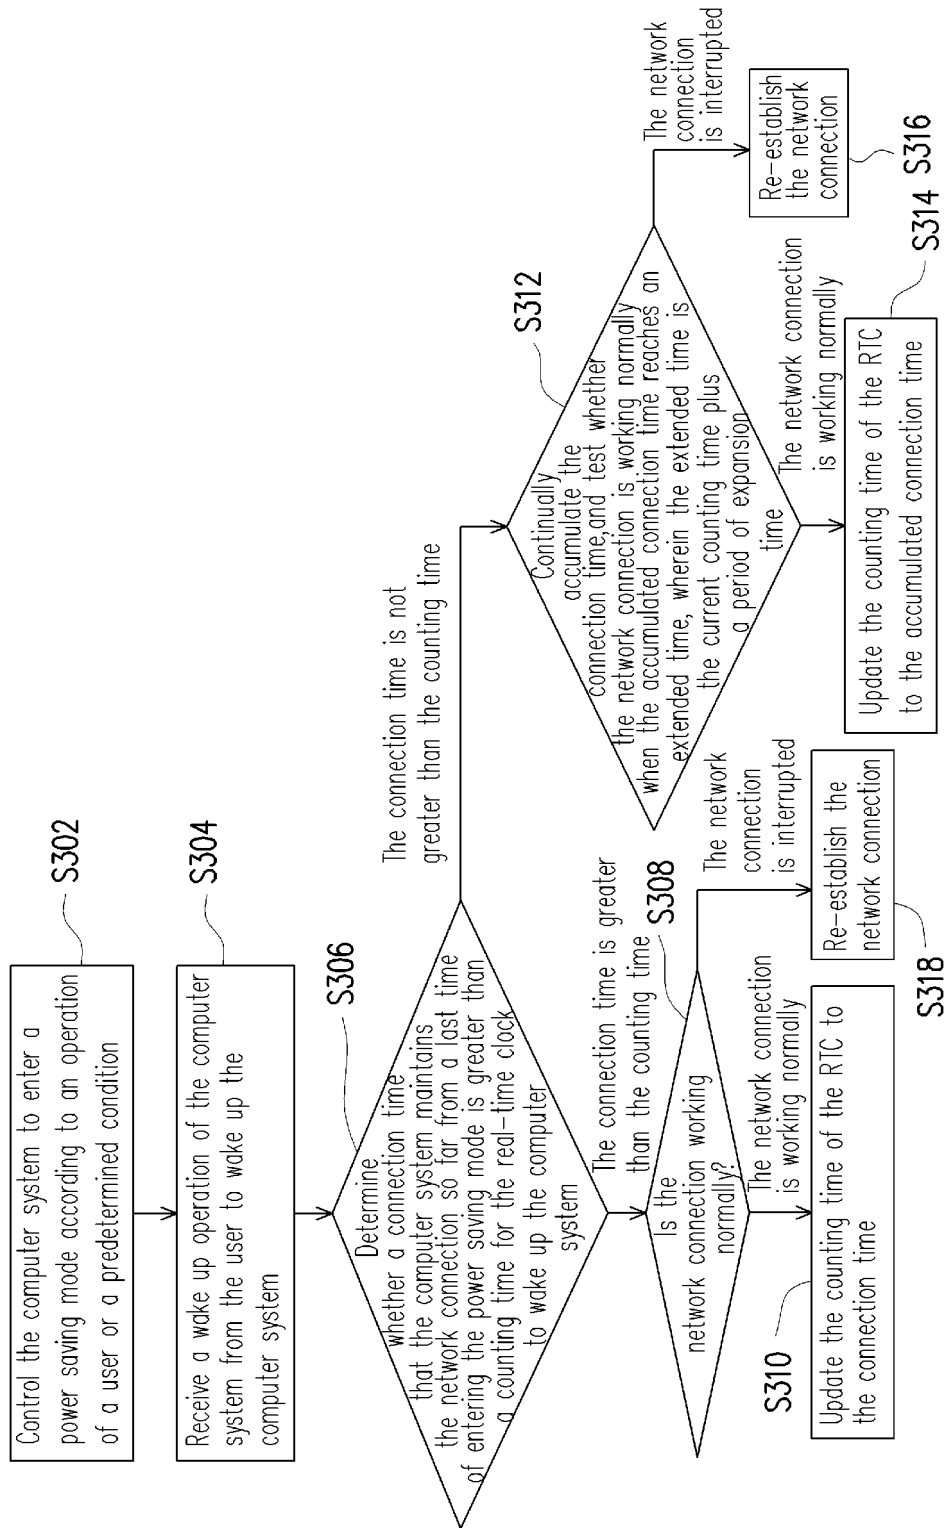 Control the computer system to enter a
power saving mode according to an operation
of a user or a predetermined condition
S302
Receive a wake up operation of the computer
system from the user to wake up the
computer system
S304
Determine
whether a connection time
that the computer system maintains
the network connection so far from a last time
of entering the power saving mode is greater than
a counting time for the real-time clock
to wake up the computer
system
S306
The connection time is not
greater than the counting time
The connection time is greater
than the counting time
Is the
network connection working
normally?
S308
The network connection
is working normally
The network
connection
is interrupted
S310
Update the counting time of the RTC to
the connection time
Re-establish the
network connection
S318
Continually
accumulate the
connection time,and test whether
the network connection is working normally
when the accumulated connection time reaches an
extended time, wherein the extended time is
the current counting time plus
a period of expansion
time
S312
The network connection
is working normally
The network
connection
is interrupted
Update the counting time of the RTC
to the accumulated connection time
S314
Re-establish
the network
connection
S316